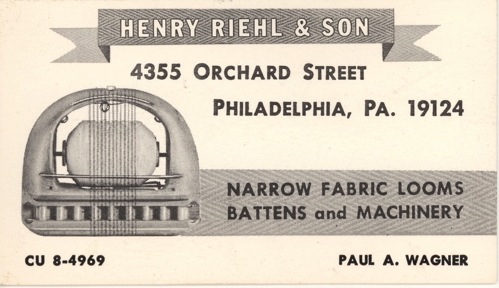 HENRY RIEHL & SON
4355 ORCHARD STREET
PHILADELPHIA, PA. 19124
NARROW FABRIC LOOMS
BATTENS and MACHINERY
CU 8-4969
PAUL A. WAGNER